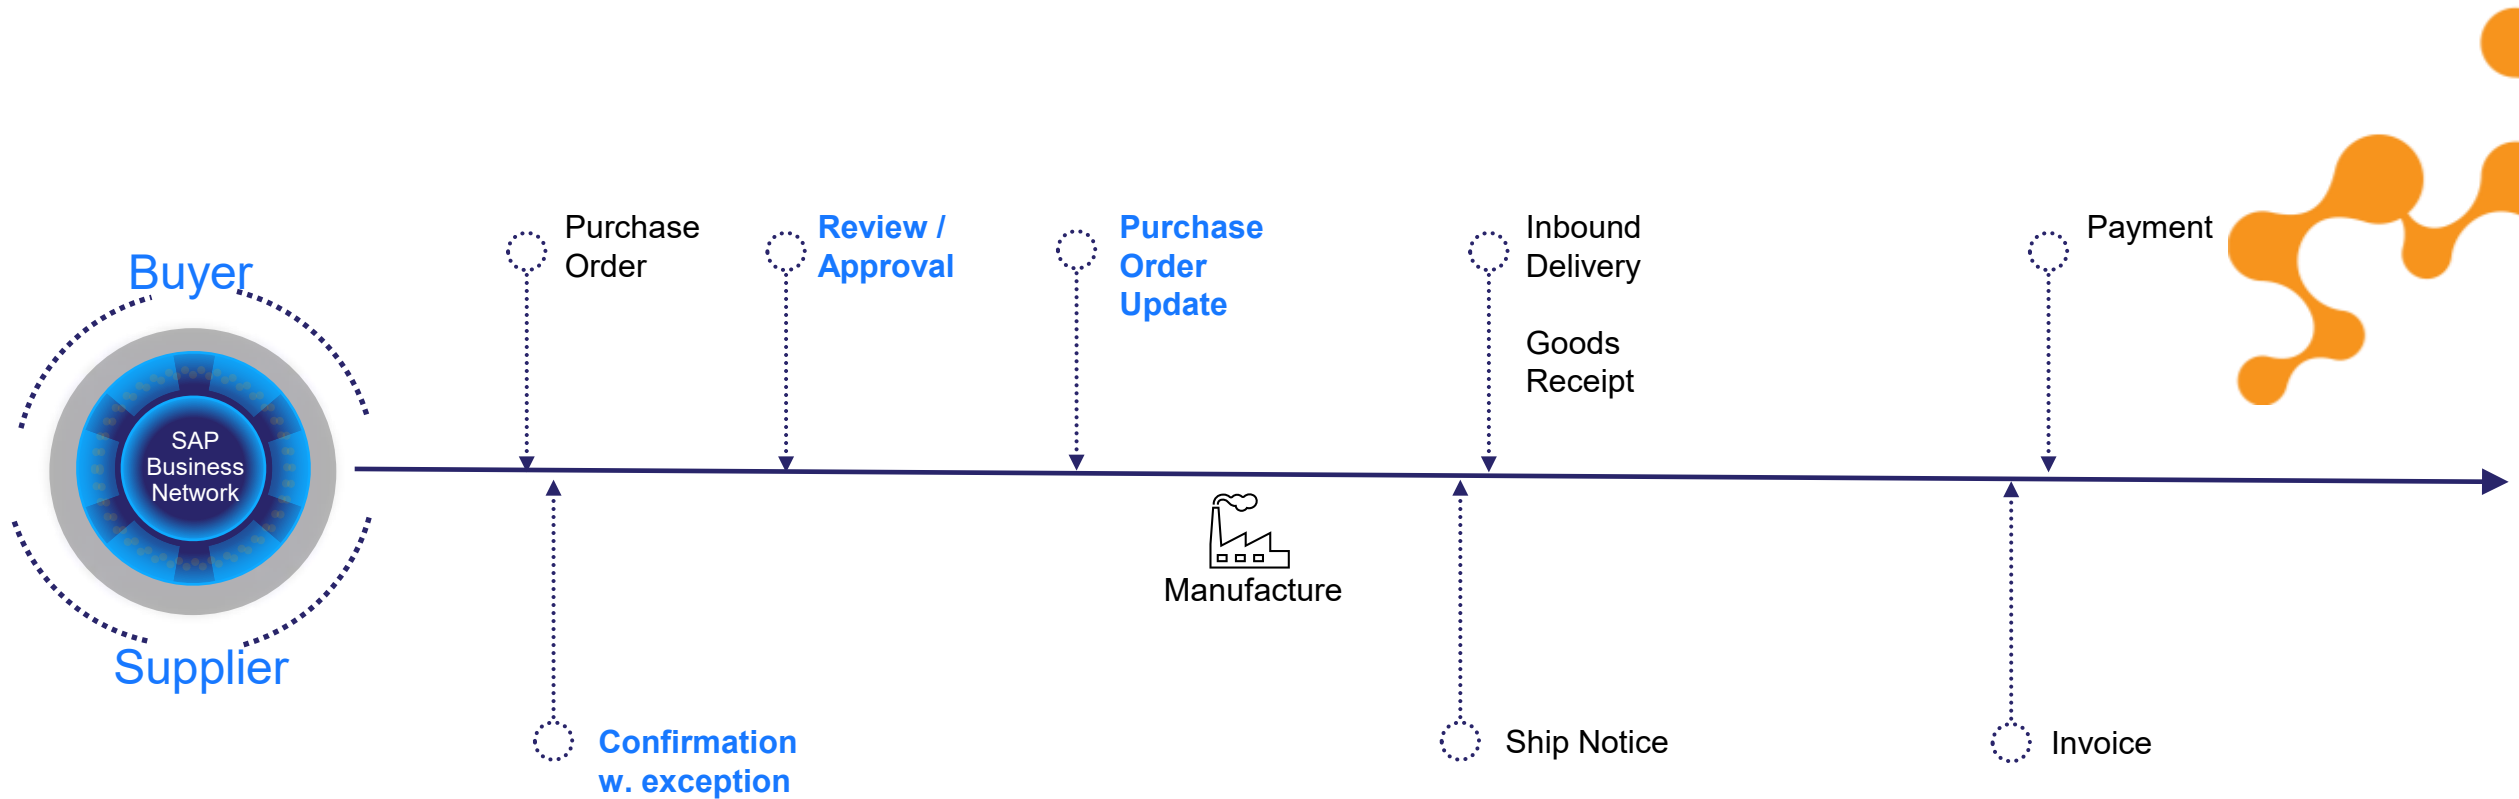 Buyer
SAP
Business
Network
Supplier
Purchase
Order
Review /
Approval
Purchase
Order
Update
Inbound
Delivery
Goods
Receipt
Payment
Manufacture
Confirmation
w. exception
Ship Notice
Invoice